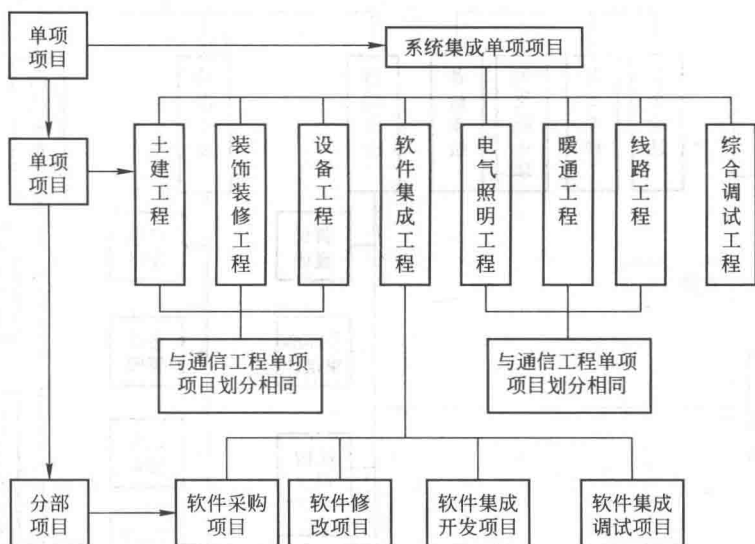 单项
项目
系统集成单项项目
单项
项目
土建工程
装饰装修工程
设备工程
软件集成工程
电气照明工程
暖通工程
线路工程
综合调试工程
与通信工程单项
项目划分相同
与通信工程单项
项目划分相同
分部
项目
软件采购
项目
软件修
改项目
软件集成
开发项目
软件集成
调试项目